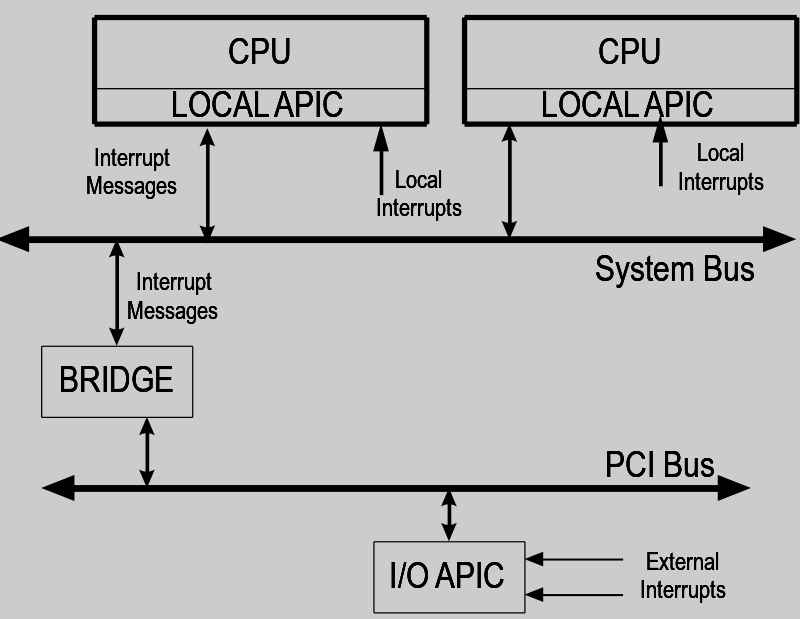 CPU
LOCAL APIC
CPU
LOCAL APIC
Interrupt
Messages
Local
Interrupts
Local
Interrupts
System Bus
Interrupt
Messages
BRIDGE
PCI Bus
I/O APIC
External
Interrupts